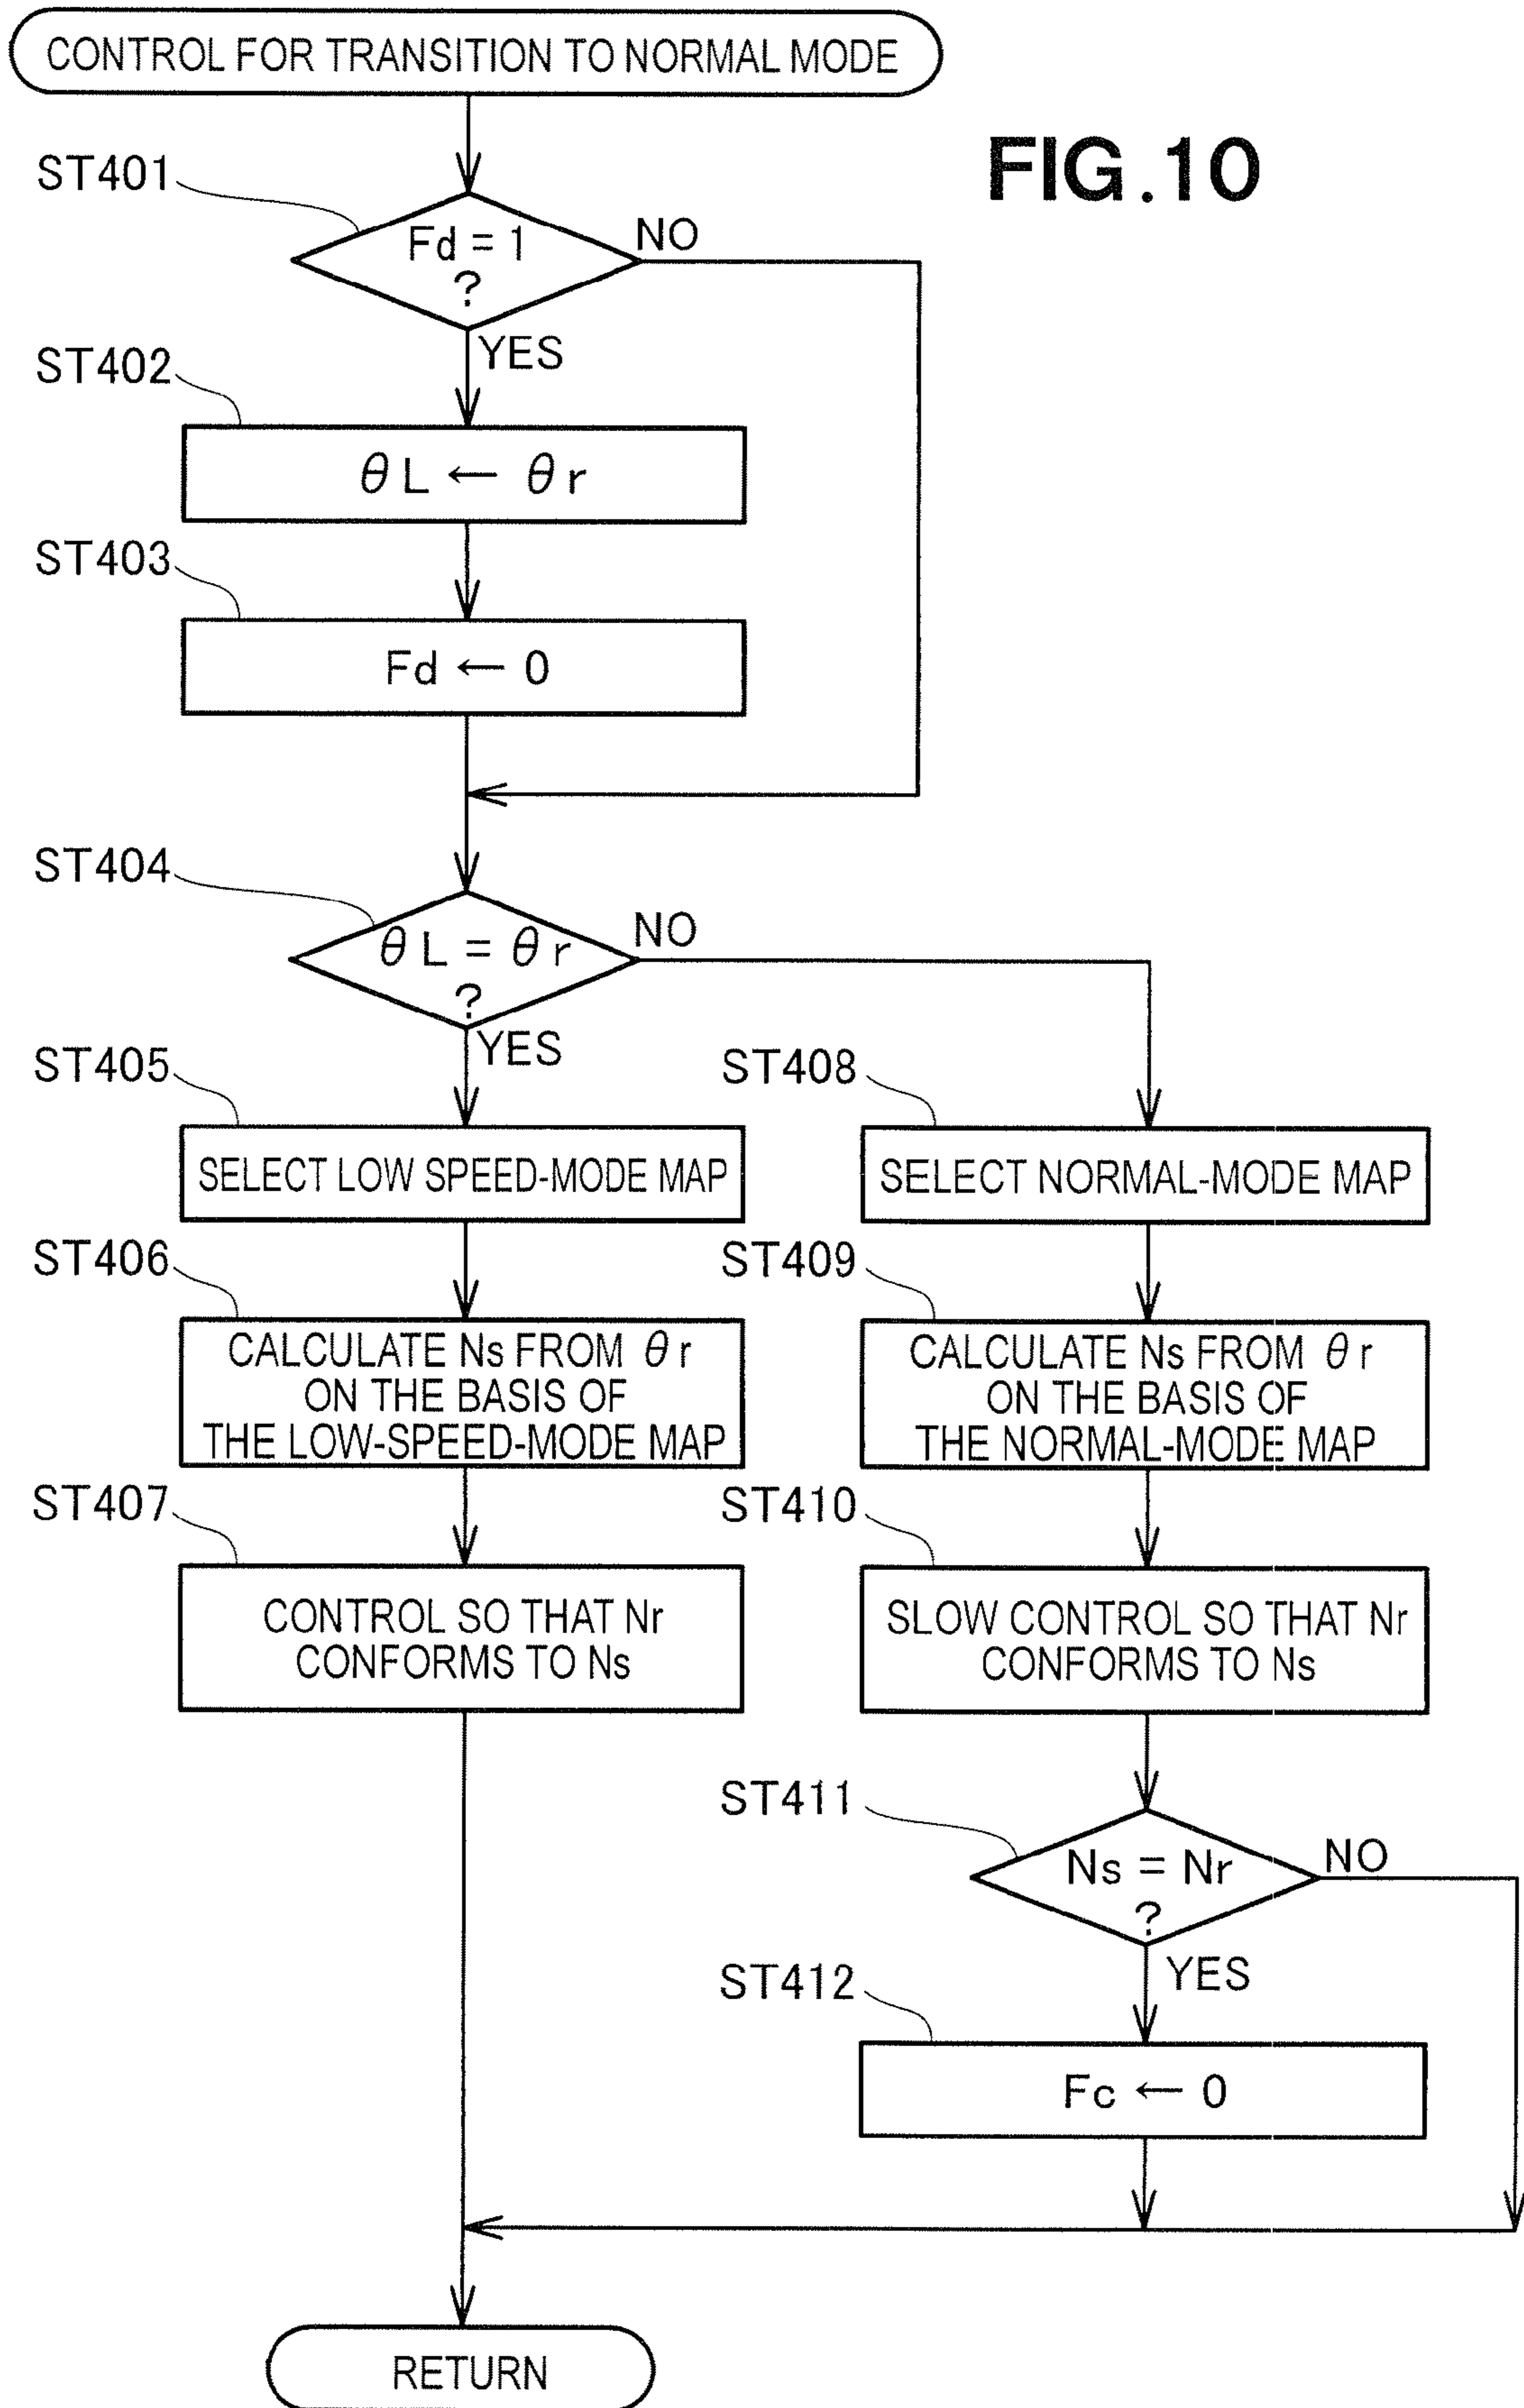 CONTROL FOR TRANSITION TO NORMAL MODE
FIG.10
ST401
Fd = 1
?
NO
YES
ST402
θL ← θr
ST403
Fd ← 0
ST404
θL = θr
?
NO
YES
ST405
SELECT LOW SPEED-MODE MAP
ST406
CALCULATE Ns FROM θr
ON THE BASIS OF
THE LOW-SPEED-MODE MAP
ST407
CONTROL SO THAT Nr
CONFORMS TO Ns
ST408
SELECT NORMAL-MODE MAP
ST409
CALCULATE Ns FROM θr
ON THE BASIS OF
THE NORMAL-MODE MAP
ST410
SLOW CONTROL SO THAT Nr
CONFORMS TO Ns
ST411
Ns = Nr
?
NO
YES
ST412
Fc ← 0
RETURN